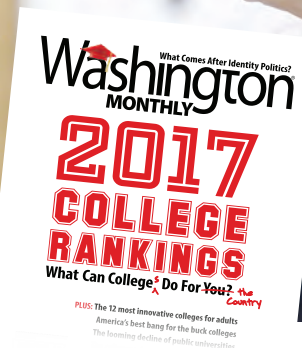 What Comes After Identity Politics?
Washington
MONTHLY
2017
COLLEGE
RANKINGS
What Can Colleges Do For You? the Country
PLUS: The 12 most innovative colleges for adults
America's best bang for the buck colleges
The looming decline of public universities